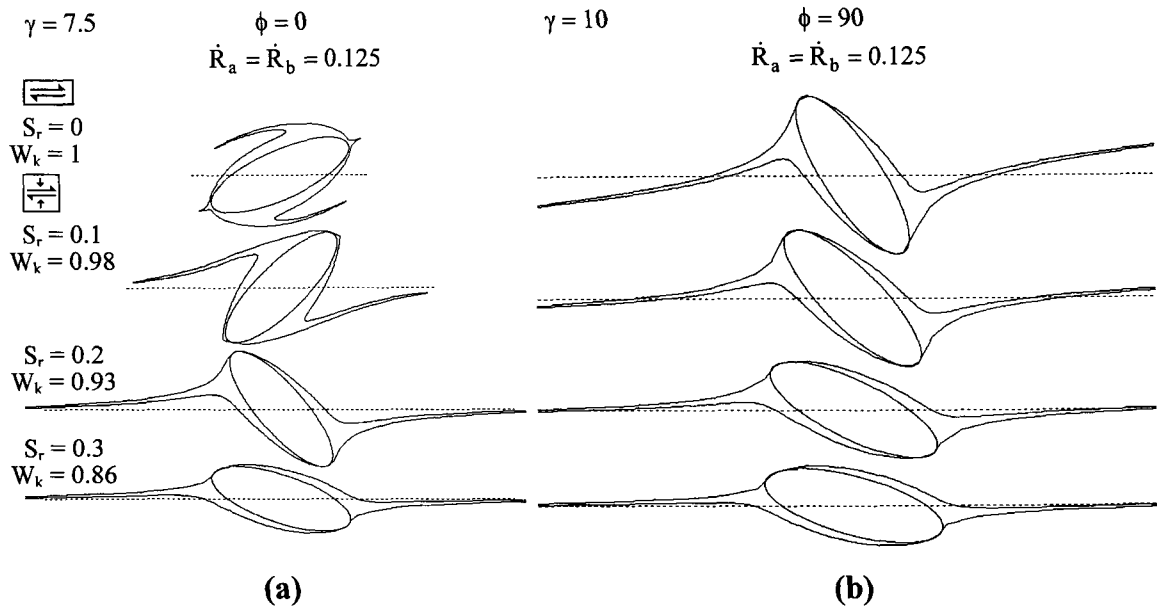 γ = 7.5
ϕ = 0
Ṙa = Ṙb = 0.125
γ = 10
ϕ = 90
Ṙa = Ṙb = 0.125
Sr = 0
Wk = 1
Sr = 0.1
Wk = 0.98
Sr = 0.2
Wk = 0.93
Sr = 0.3
Wk = 0.86
(a)
(b)